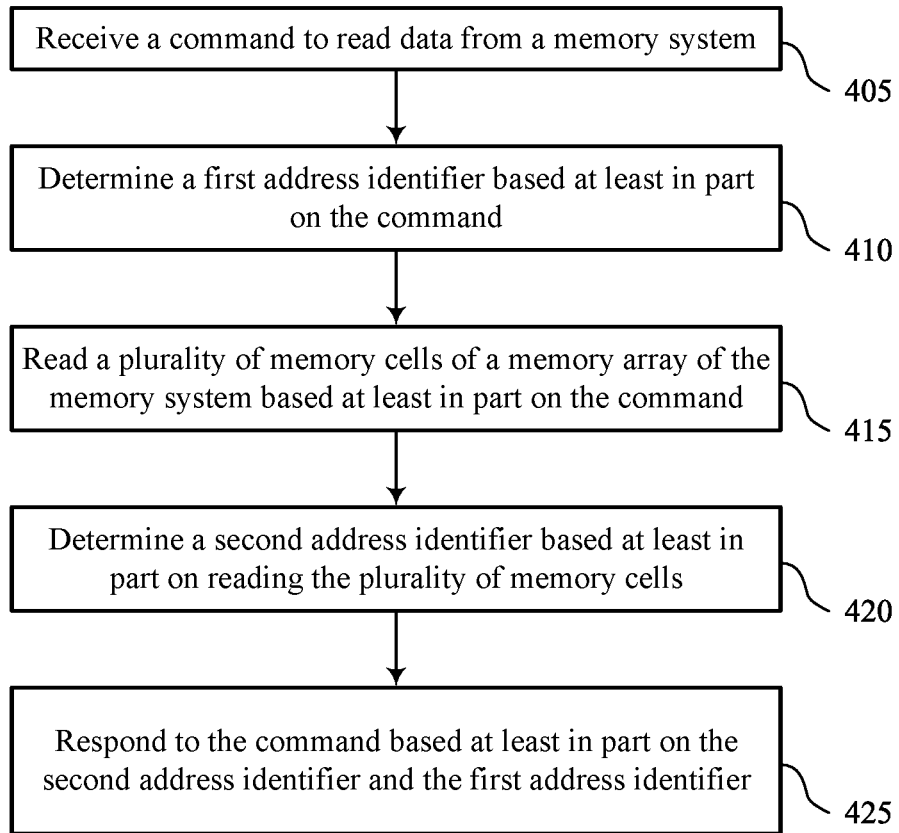 Receive a command to read data from a memory system
405
Determine a first address identifier based at least in part
on the command
410
Read a plurality of memory cells of a memory array of the
memory system based at least in part on the command
415
Determine a second address identifier based at least in
part on reading the plurality of memory cells
420
Respond to the command based at least in part on the
second address identifier and the first address identifier
425